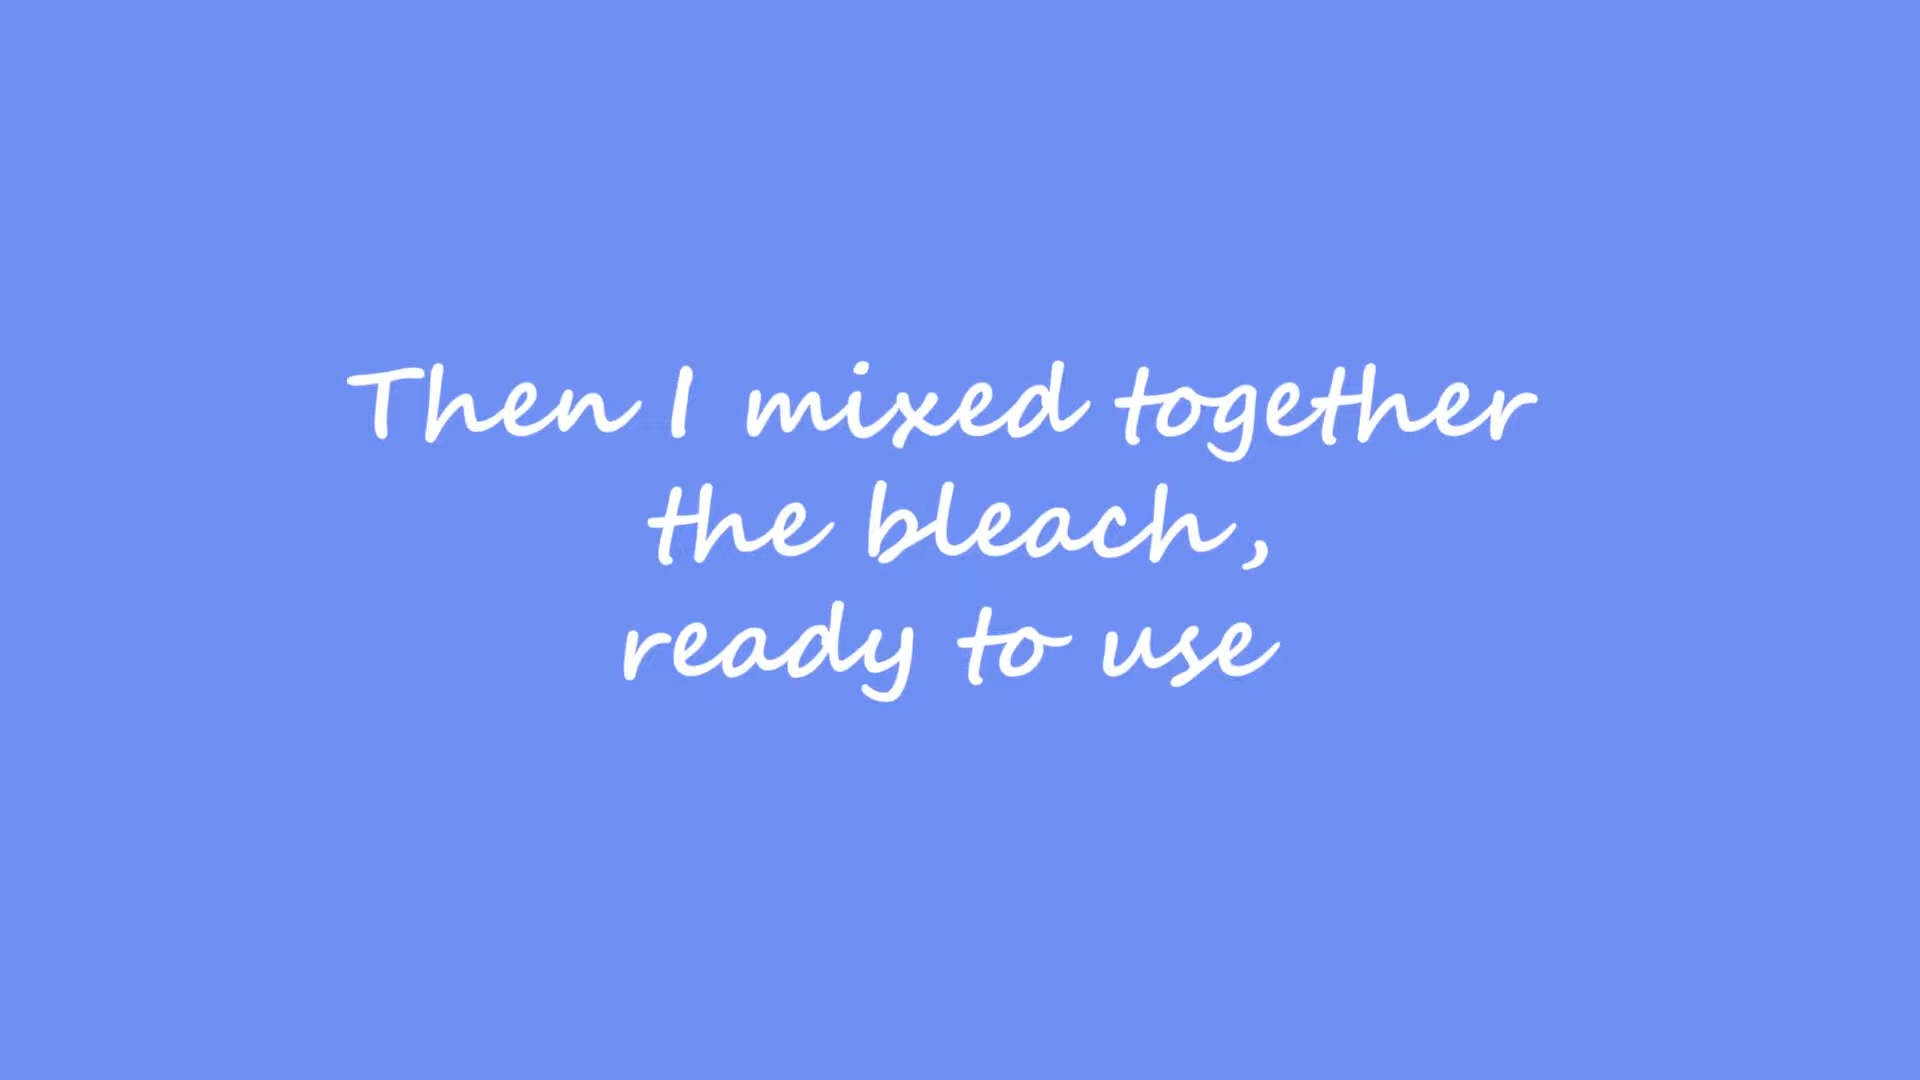 Then I mixed together
the bleach,
ready to use